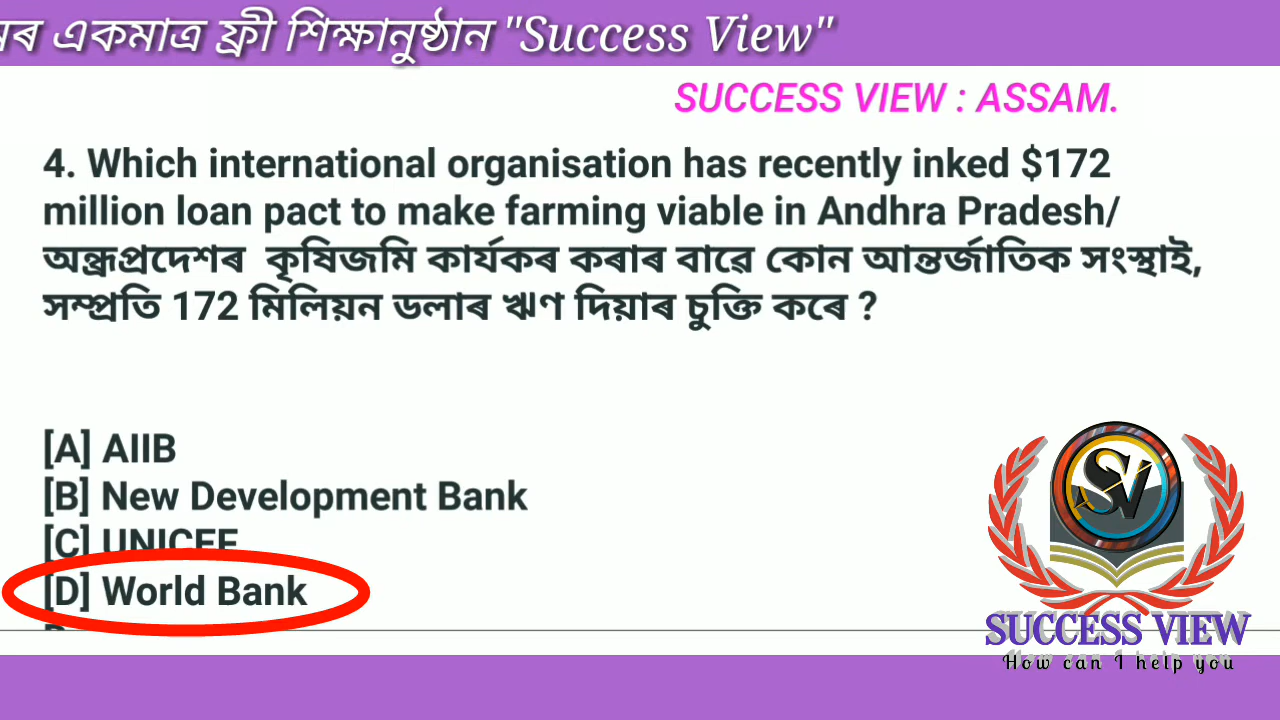 একমাত্ৰ ফ্ৰী শিক্ষানুষ্ঠান "Success View"
SUCCESS VIEW : ASSAM.
4. Which international organisation has recently inked $172
million loan pact to make farming viable in Andhra Pradesh/
অন্ধ্ৰপ্ৰদেশৰ কৃষিজমি কাৰ্যকৰ কৰাৰ বাৱে কোন আন্তৰ্জাতিক সংস্থাই,
সম্প্ৰতি 172 মিলিয়ন ডলাৰ ঋণ দিয়াৰ চুক্তি কৰে ?
[A] AIIB
[B] New Development Bank
[C] UNICEF
[D] World Bank
SV
SUCCESS VIEW
How can I help you